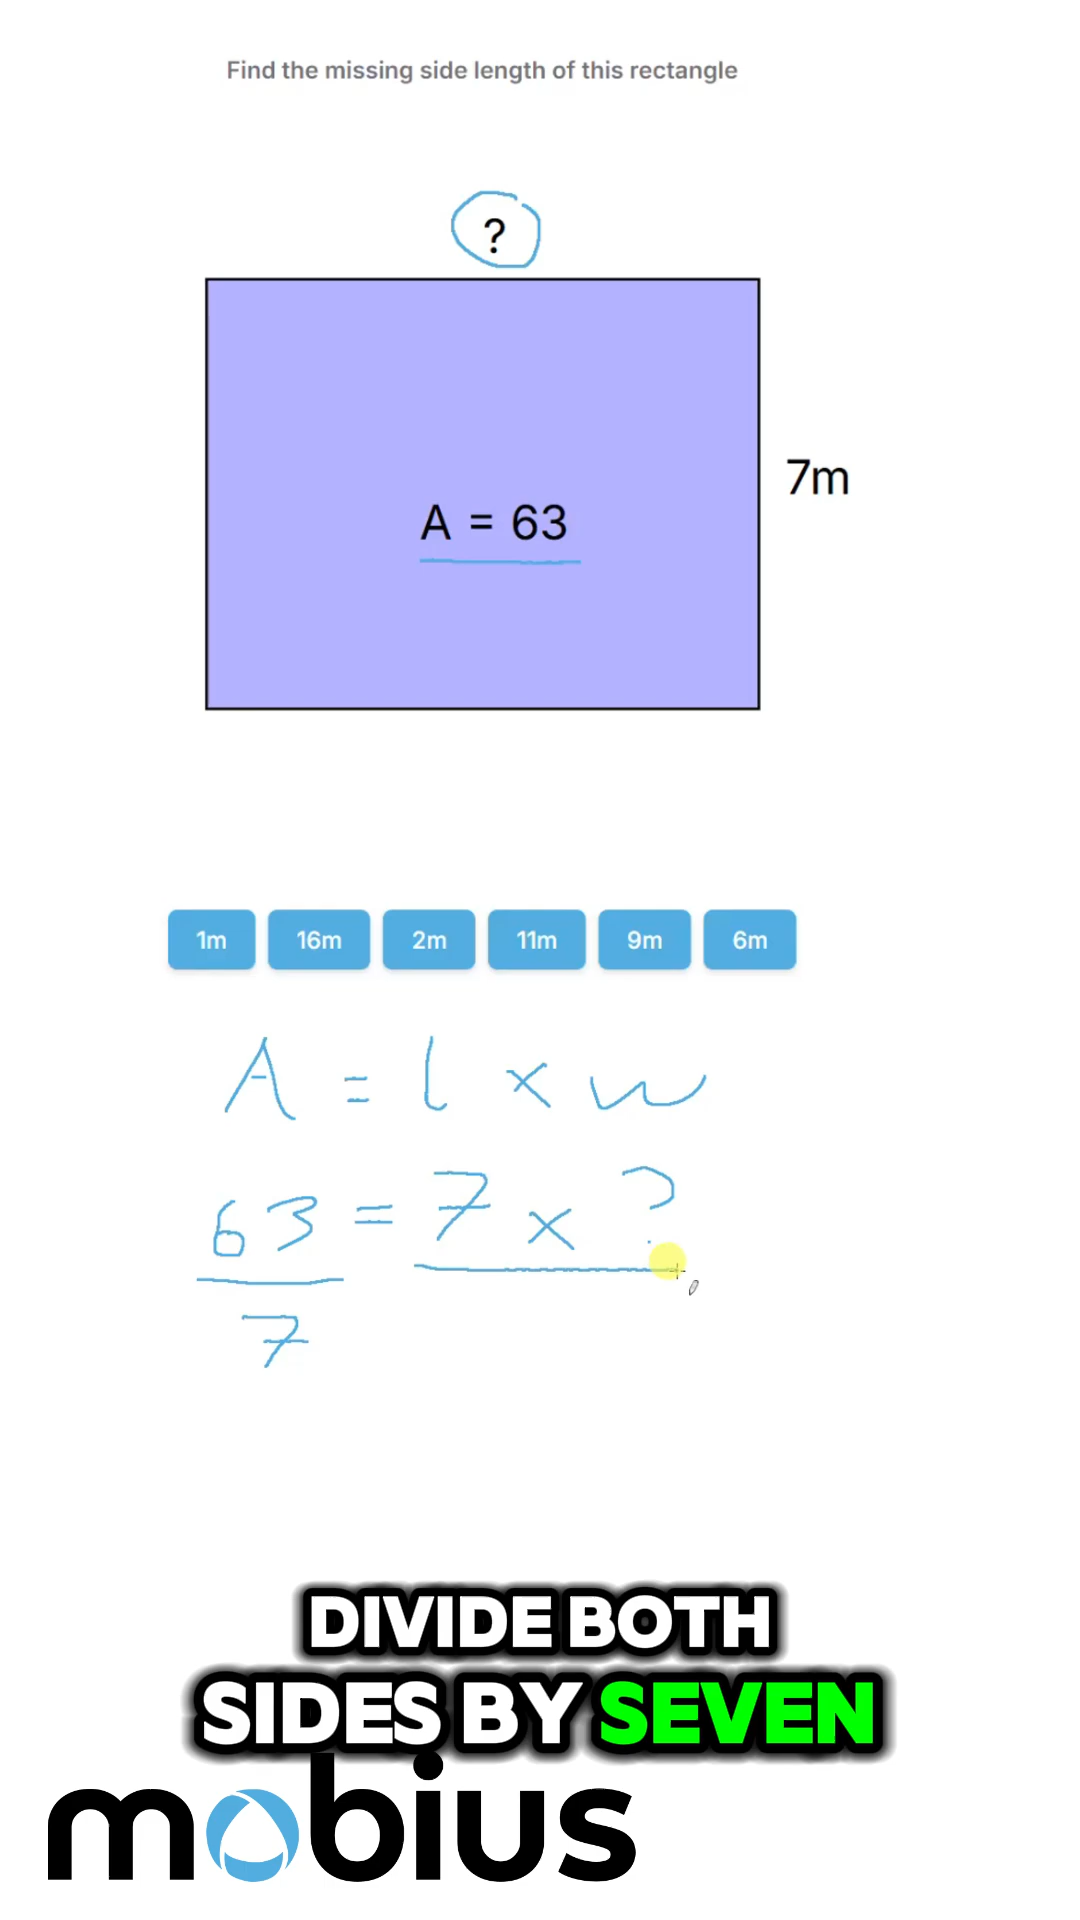 Find the missing side length of this rectangle
?
7m
A = 63
1m 16m 2m 11m 9m 6m
A = l × w
63 = 7 × ?
7
DIVIDE BOTH
SIDES BY SEVEN
mobius